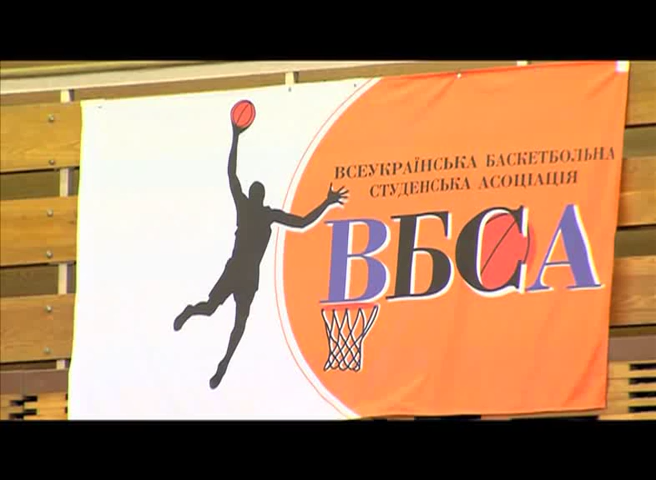 ВСЕУКРАЇНСЬКА БАСКЕТБОЛЬНА
СТУДЕНСЬКА АСОЦІАЦІЯ
ВБСА